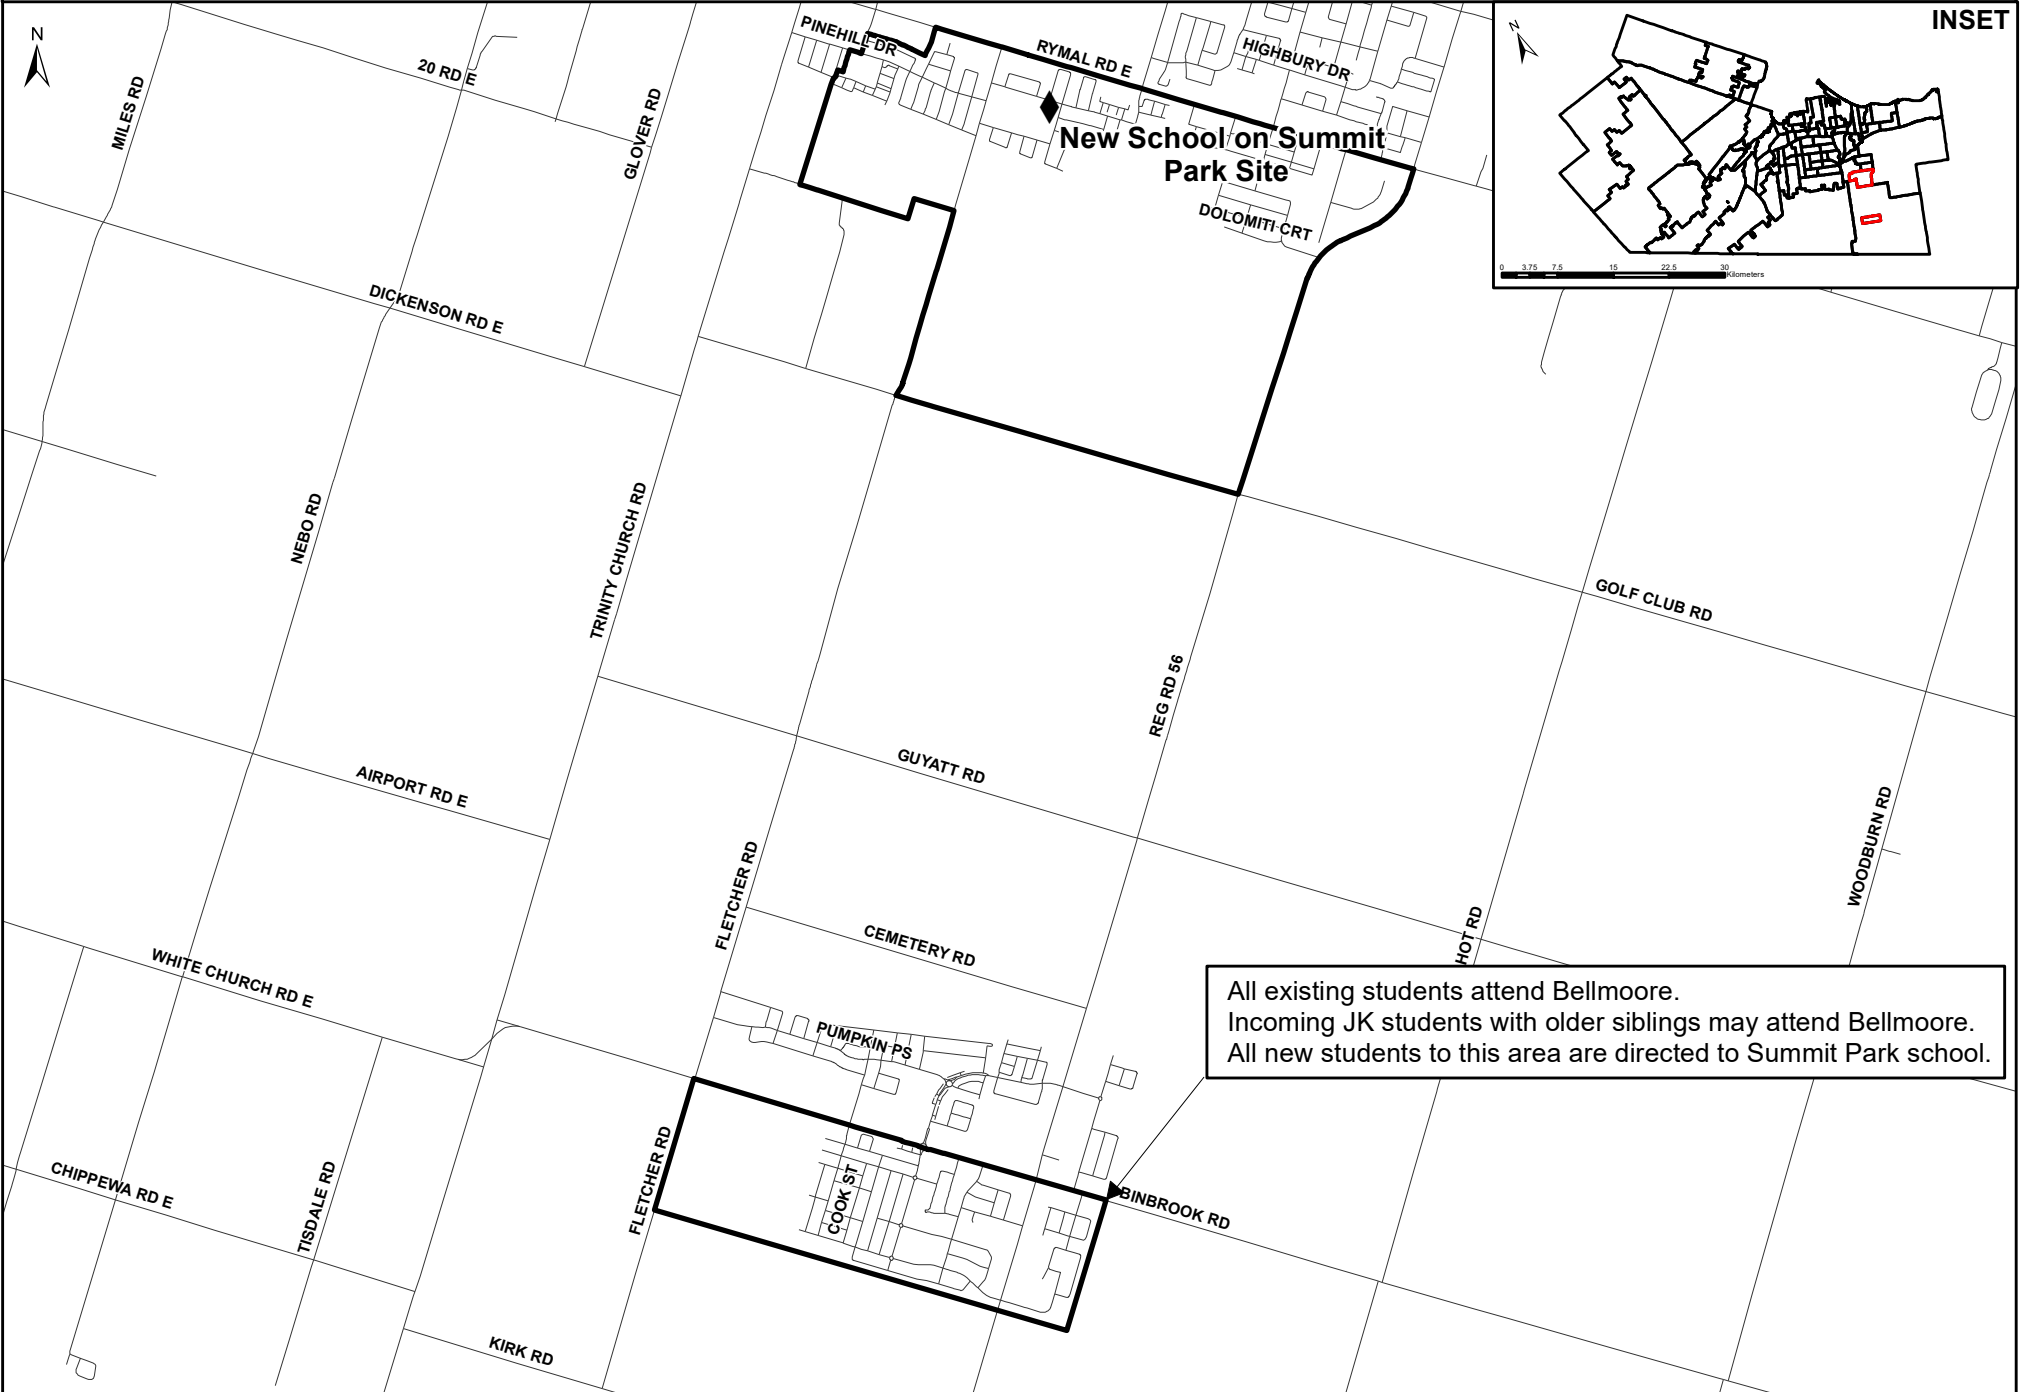 N
MILES RD
20 RD E
GLOVER RD
PINEHILL DR
RYMAL RD E
HIGHBURY DR
New School on Summit
Park Site
DOLOMITI CRT
INSET
N
0 3.75 7.5 15 22.5 30
Kilometers
DICKENSON RD E
NEBO RD
TRINITY CHURCH RD
GOLF CLUB RD
REG RD 56
GUYATT RD
AIRPORT RD E
WOODBURN RD
FLETCHER RD
CEMETERY RD
HOT RD
WHITE CHURCH RD E
All existing students attend Bellmoore.
Incoming JK students with older siblings may attend Bellmoore.
All new students to this area are directed to Summit Park school.
PUMPKIN PS
FLETCHER RD
COOK ST
BINBROOK RD
CHIPPEWA RD E
TISDALE RD
KIRK RD